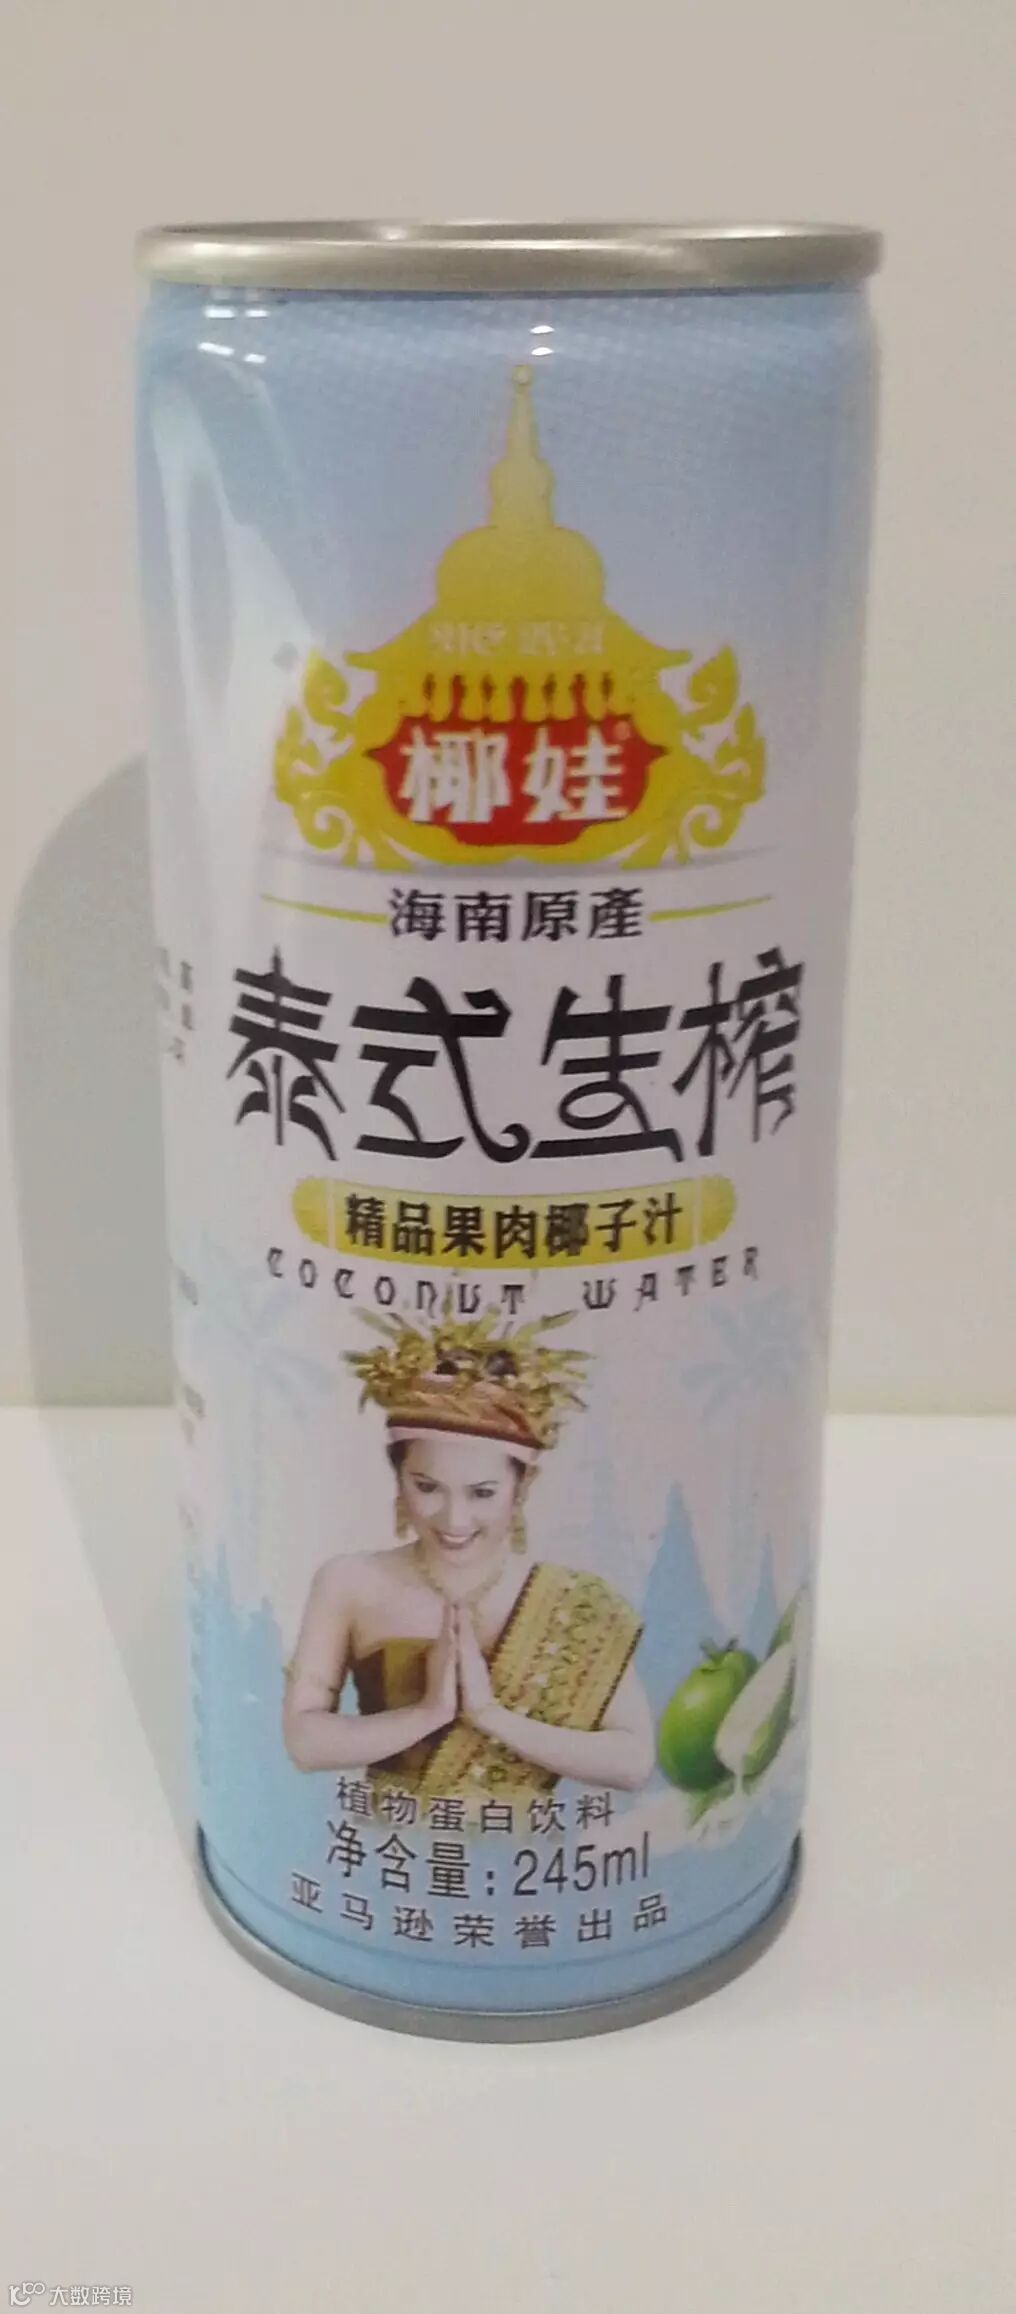 椰娃®
海南原產
泰式生榨
精品果肉椰子汁
COCONUT WATER
植物蛋白饮料
净含量:245ml
亚马逊荣誉出品
大数跨境